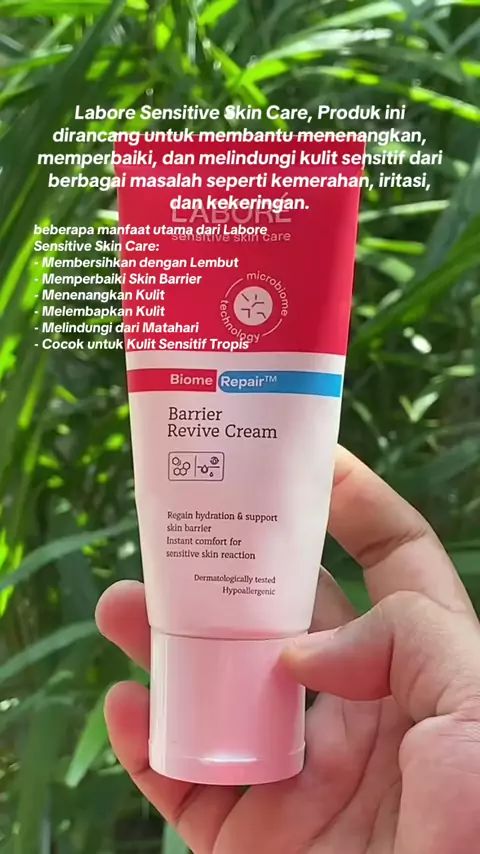 Labore Sensitive Skin Care, Produk ini
dirancang untuk membantu menenangkan,
memperbaiki, dan melindungi kulit sensitif dari
berbagai masalah seperti kemerahan, iritasi,
dan kekeringan.
LABORÉ
sensitive skin care
beberapa manfaat utama dari Labore
Sensitive Skin Care:
- Membersihkan dengan Lembut
- Memperbaiki Skin Barrier
- Menenangkan Kulit
- Melembapkan Kulit
- Melindungi dari Matahari
- Cocok untuk Kulit Sensitif Tropis
microbiome
technology
Biome Repair™
Barrier
Revive Cream
Regain hydration & support
skin barrier
Instant comfort for
sensitive skin reaction
Dermatologically tested
Hypoallergenic